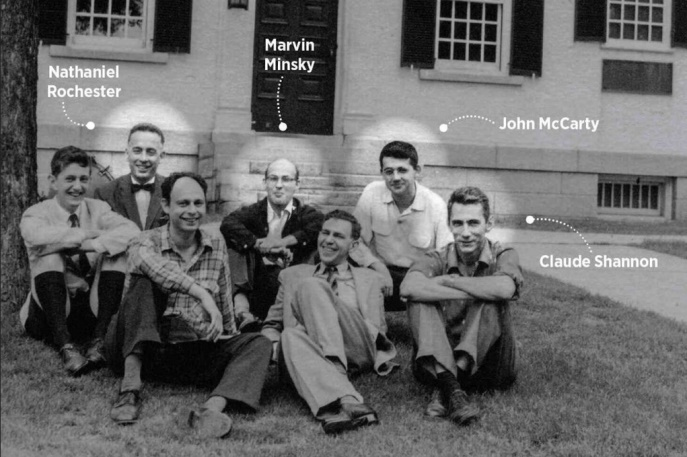 Marvin
Minsky
Nathaniel
Rochester
John McCarty
Claude Shannon